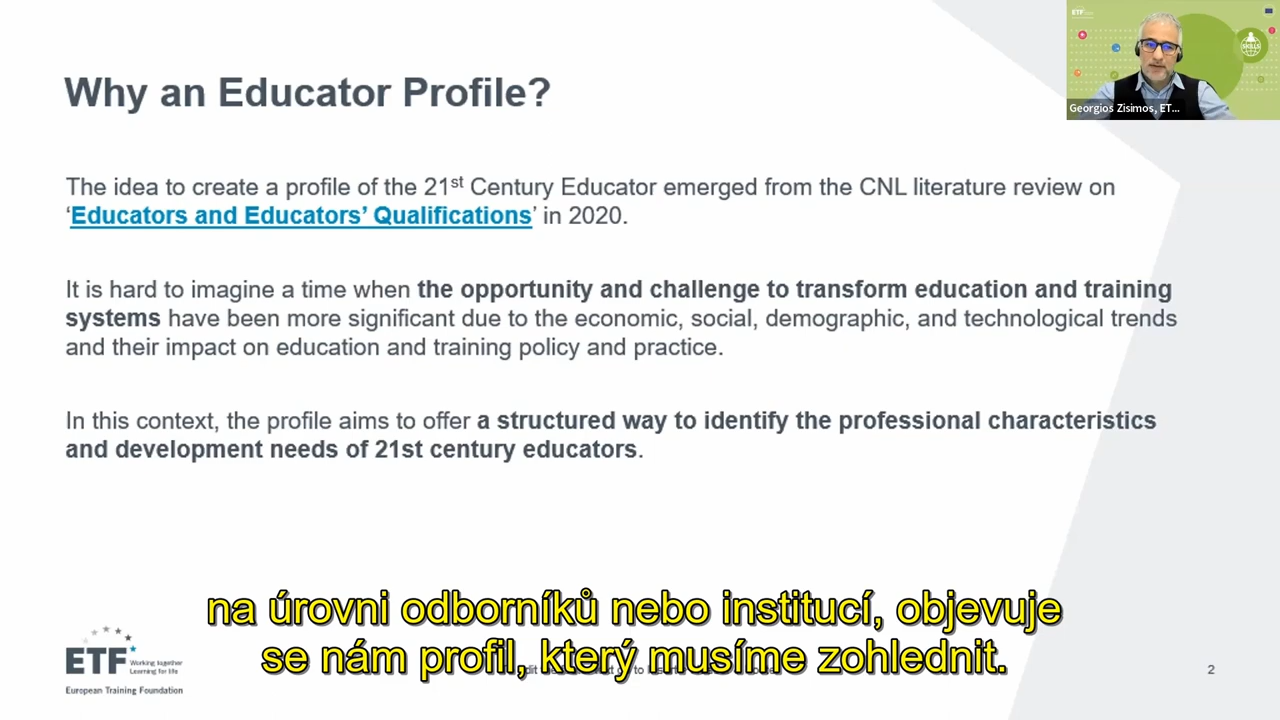 Why an Educator Profile?
The idea to create a profile of the 21st Century Educator emerged from the CNL literature review on
‘Educators and Educators’ Qualifications’ in 2020.
It is hard to imagine a time when the opportunity and challenge to transform education and training
systems have been more significant due to the economic, social, demographic, and technological trends
and their impact on education and training policy and practice.
In this context, the profile aims to offer a structured way to identify the professional characteristics
and development needs of 21st century educators.
ETF
SKILLS
Georgios Zisimos, ET...
na úrovni odborníků nebo institucí, objevuje
se nám profil, který musíme zohlednit.
ETF
Working together
Learning for life
European Training Foundation
2